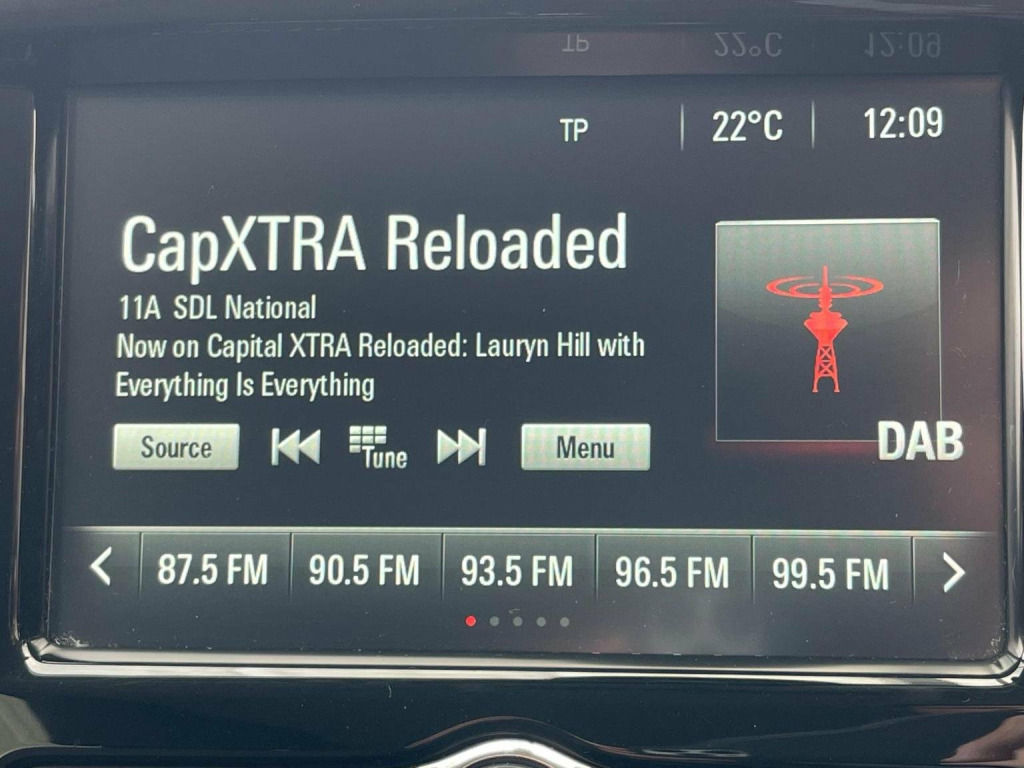 TP 22°C 12:09
CapXTRA Reloaded
11A SDL National
Now on Capital XTRA Reloaded: Lauryn Hill with
Everything Is Everything
Source Tune Menu
DAB
87.5 FM 90.5 FM 93.5 FM 96.5 FM 99.5 FM